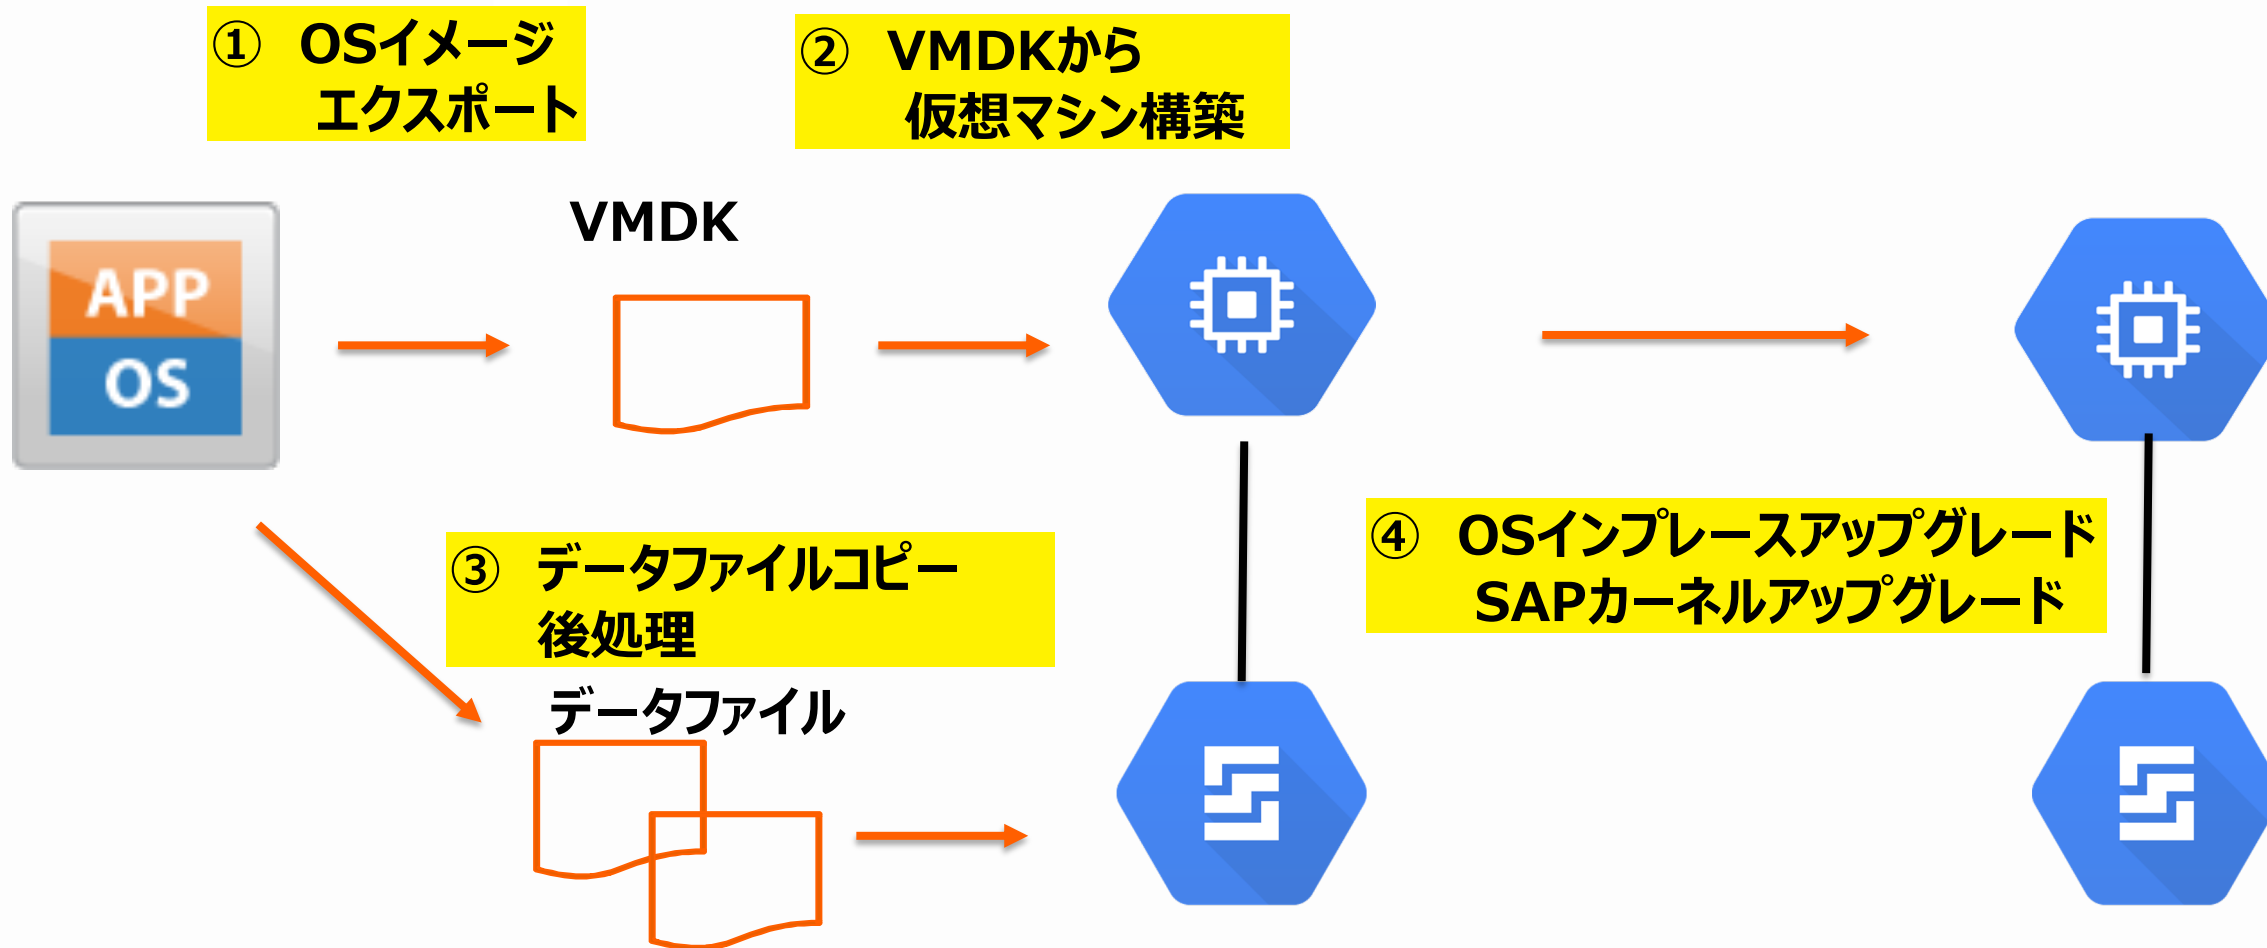 ① OSイメージ
エクスポート
② VMDKから
仮想マシン構築
VMDK
APP
OS
③ データファイルコピー
後処理
データファイル
④ OSインプレースアップグレード
SAPカーネルアップグレード